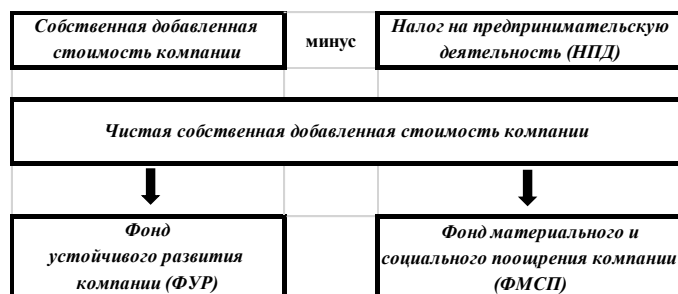 Собственная добавленная
стоимость компании
минус
Налог на предпринимательскую
деятельность (НПД)
Чистая собственная добавленная стоимость компании
Фонд
устойчивого развития
компании (ФУР)
Фонд материального и
социального поощрения компании
(ФМСП)